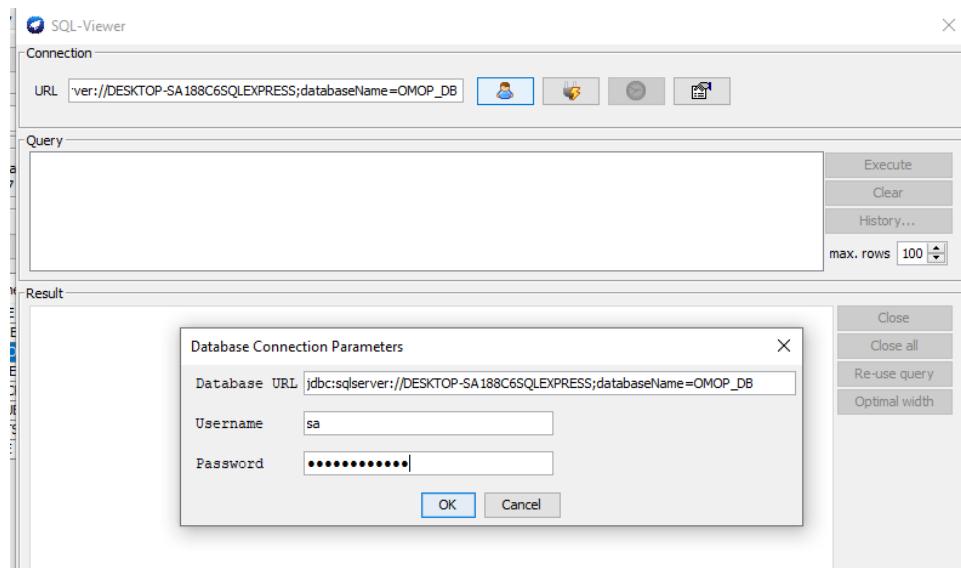 SQL-Viewer
Connection
URL ver://DESKTOP-SA188C6SQLEXPRESS;databaseName=OMOP_DB
Query
Execute
Clear
History...
max. rows 100
Result
Close
Close all
Re-use query
Optimal width
Database Connection Parameters
Database URL jdbc:sqlserver://DESKTOP-SA188C6SQLEXPRESS;databaseName=OMOP_DB
Username sa
Password ••••••••••••
OK Cancel